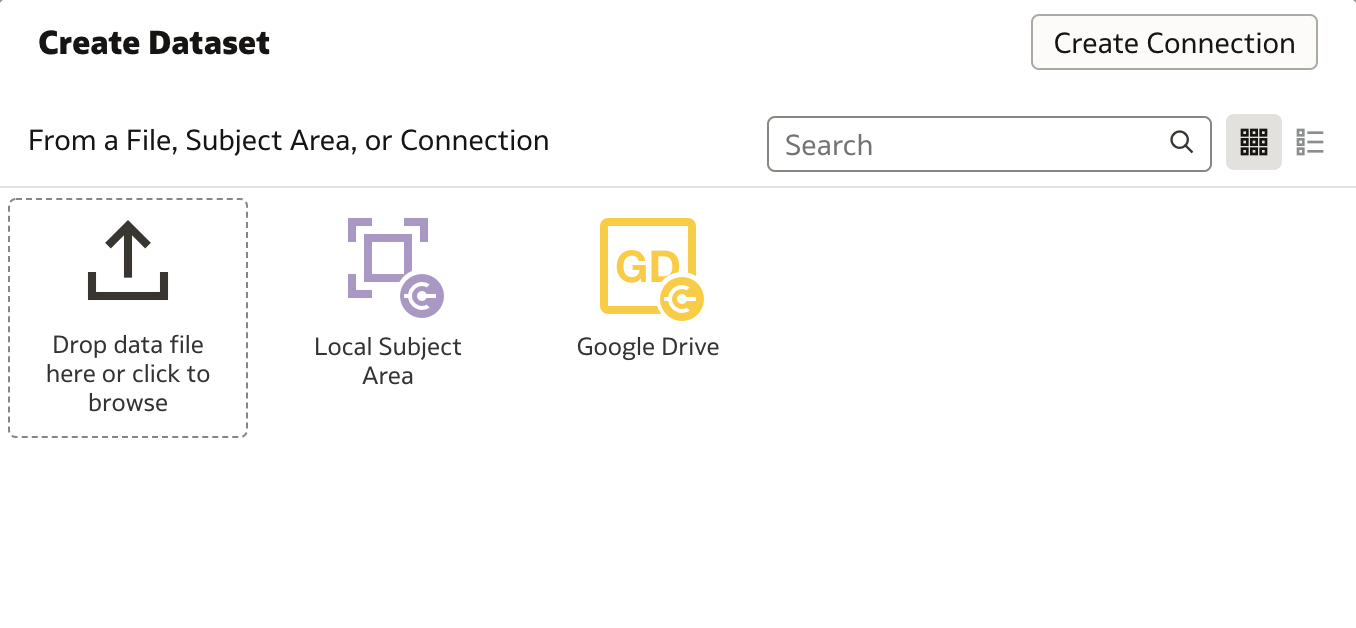 Create Dataset
Create Connection
From a File, Subject Area, or Connection
Search
Drop data file
here or click to
browse
Local Subject
Area
GD
Google Drive